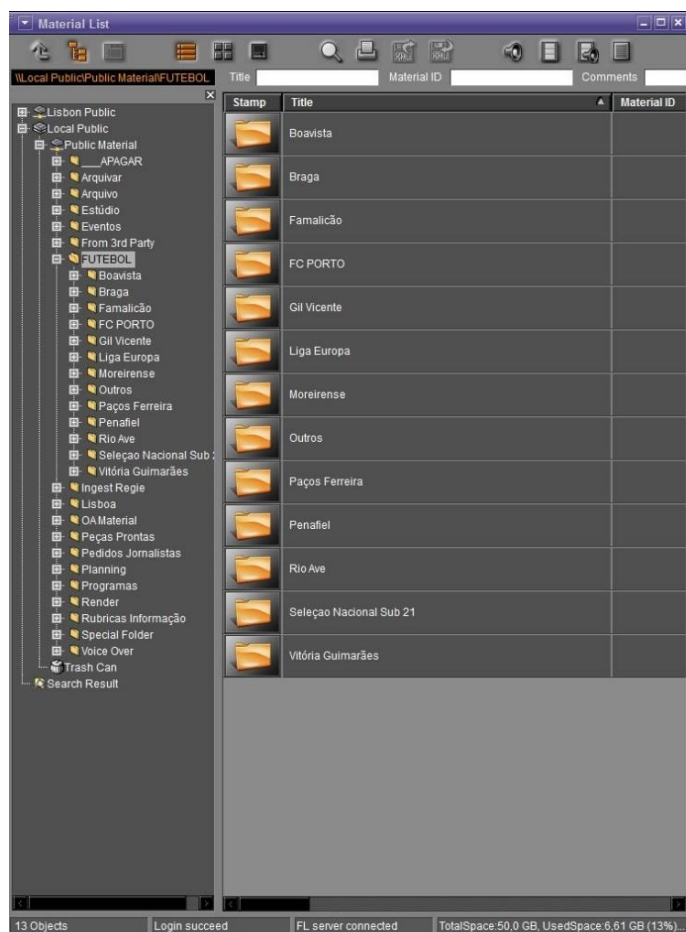 Material List
\\Local Public\Public Material\FUTEBOL
Title
Material ID
Comments
Stamp Title Material ID
Lisbon Public
Local Public
Public Material
___APAGAR
Arquivar
Arquivo
Estúdio
Eventos
From 3rd Party
FUTEBOL
Boavista
Braga
Famalicão
FC PORTO
Gil Vicente
Liga Europa
Moreirense
Outros
Paços Ferreira
Penafiel
Rio Ave
Seleçao Nacional Sub
Vitória Guimarães
Ingest Regie
Lisboa
OA Material
Peças Prontas
Pedidos Jornalistas
Planning
Programas
Render
Rubricas Informação
Special Folder
Voice Over
Trash Can
Search Result
Boavista
Braga
Famalicão
FC PORTO
Gil Vicente
Liga Europa
Moreirense
Outros
Paços Ferreira
Penafiel
Rio Ave
Seleçao Nacional Sub 21
Vitória Guimarães
13 Objects
Login succeed
FL server connected
TotalSpace:50,0 GB, UsedSpace:6,61 GB (13%)...